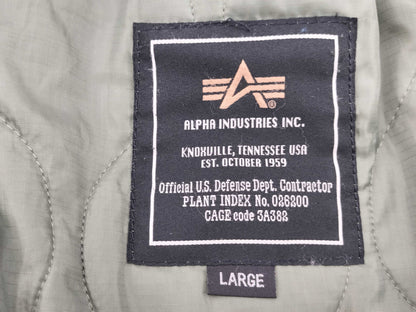 ALPHA INDUSTRIES INC.
KNOXVILLE, TENNESSEE USA
EST. OCTOBER 1959
Official U.S. Defense Dept. Contractor
PLANT INDEX No. 026200
CAGE code 3A382
LARGE